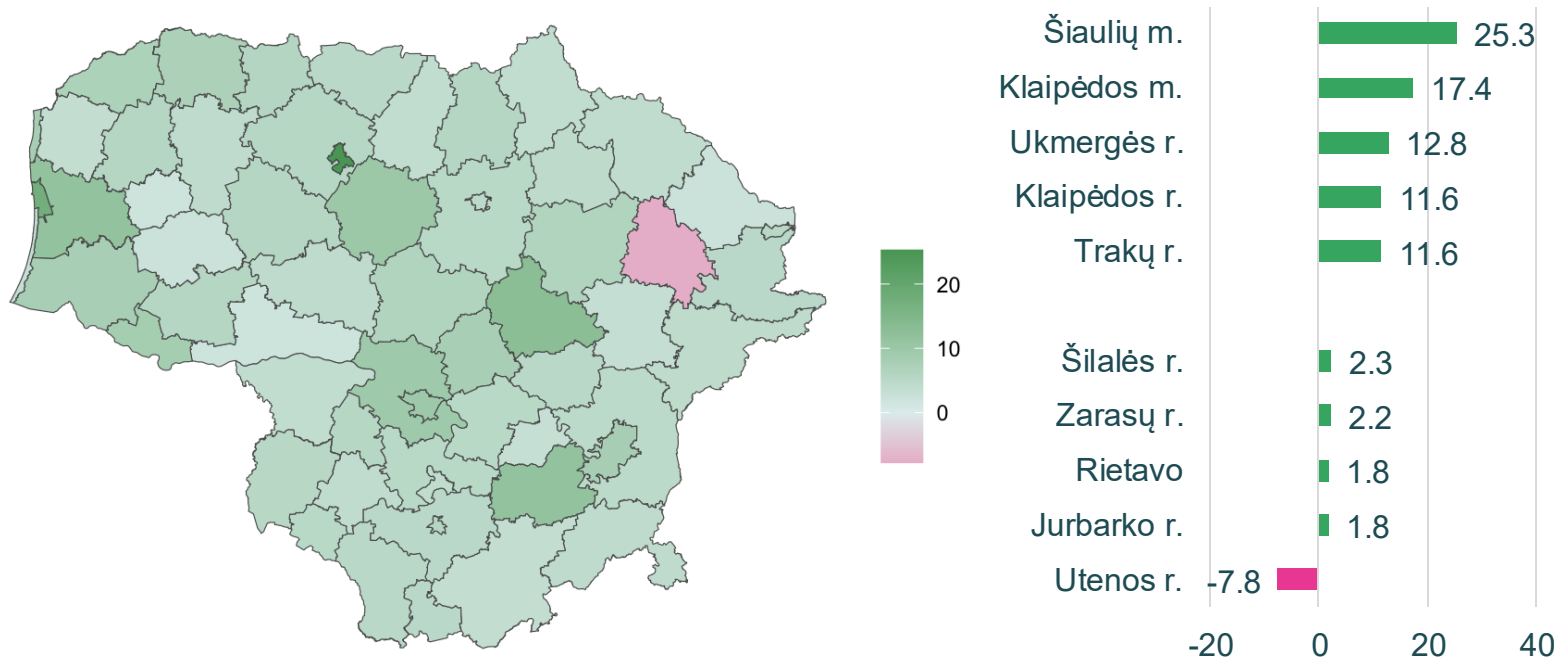 20
10
0
Šiaulių m. 25.3
Klaipėdos m. 17.4
Ukmergės r. 12.8
Klaipėdos r. 11.6
Trakų r. 11.6
Šilalės r. 2.3
Zarasų r. 2.2
Rietavo 1.8
Jurbarko r. 1.8
Utenos r. -7.8
-20 0 20 40